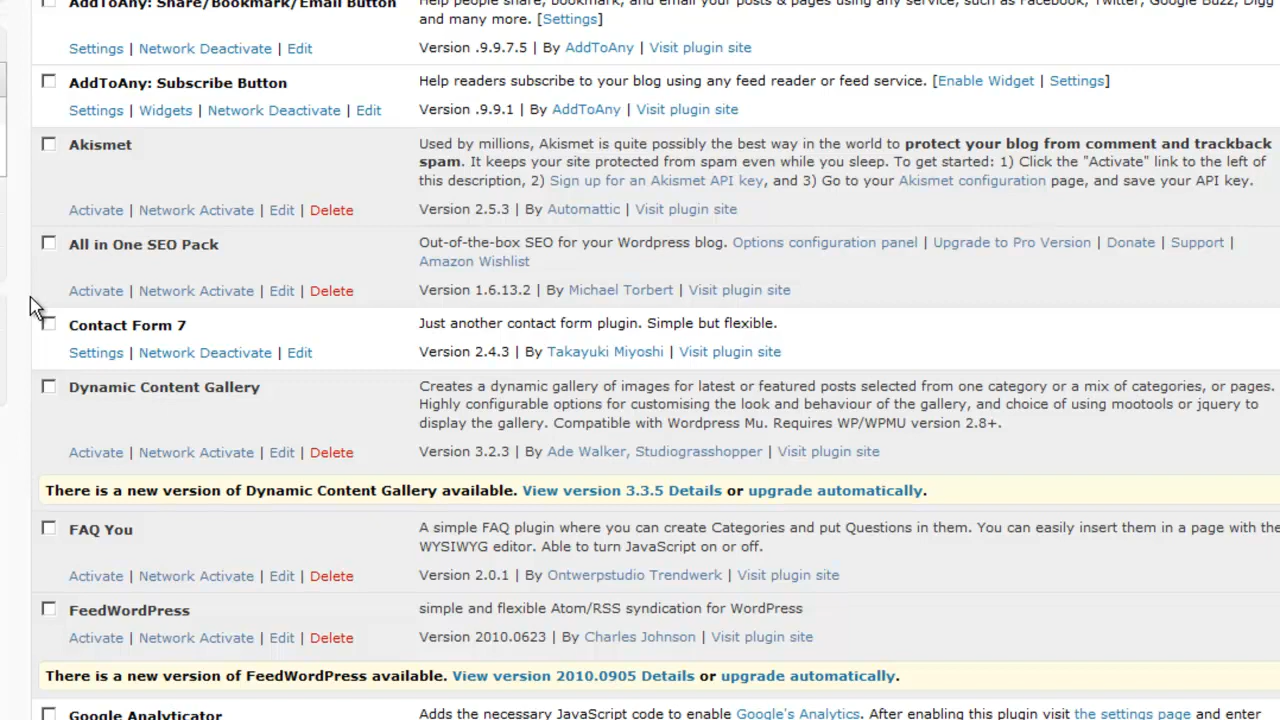 AddToAny: Share/Bookmark/Email Button
Help people share, bookmark, and email your posts & pages using any service, such as Facebook, Twitter, Google Buzz, Digg
and many more. [Settings]
Settings | Network Deactivate | Edit
Version .9.9.7.5 | By AddToAny | Visit plugin site
AddToAny: Subscribe Button
Help readers subscribe to your blog using any feed reader or feed service. [Enable Widget | Settings]
Settings | Widgets | Network Deactivate | Edit
Version .9.9.1 | By AddToAny | Visit plugin site
Akismet
Used by millions, Akismet is quite possibly the best way in the world to protect your blog from comment and trackback
spam. It keeps your site protected from spam even while you sleep. To get started: 1) Click the "Activate" link to the left of
this description, 2) Sign up for an Akismet API key, and 3) Go to your Akismet configuration page, and save your API key.
Activate | Network Activate | Edit | Delete
Version 2.5.3 | By Automattic | Visit plugin site
All in One SEO Pack
Out-of-the-box SEO for your Wordpress blog. Options configuration panel | Upgrade to Pro Version | Donate | Support |
Amazon Wishlist
Activate | Network Activate | Edit | Delete
Version 1.6.13.2 | By Michael Torbert | Visit plugin site
Contact Form 7
Just another contact form plugin. Simple but flexible.
Settings | Network Deactivate | Edit
Version 2.4.3 | By Takayuki Miyoshi | Visit plugin site
Dynamic Content Gallery
Creates a dynamic gallery of images for latest or featured posts selected from one category or a mix of categories, or pages.
Highly configurable options for customising the look and behaviour of the gallery, and choice of using mootools or jquery to
display the gallery. Compatible with Wordpress Mu. Requires WP/WPMU version 2.8+.
Activate | Network Activate | Edit | Delete
Version 3.2.3 | By Ade Walker, Studiograsshopper | Visit plugin site
There is a new version of Dynamic Content Gallery available. View version 3.3.5 Details or upgrade automatically.
FAQ You
A simple FAQ plugin where you can create Categories and put Questions in them. You can easily insert them in a page with the
WYSIWYG editor. Able to turn JavaScript on or off.
Activate | Network Activate | Edit | Delete
Version 2.0.1 | By Ontwerpstudio Trendwerk | Visit plugin site
FeedWordPress
simple and flexible Atom/RSS syndication for WordPress
Activate | Network Activate | Edit | Delete
Version 2010.0623 | By Charles Johnson | Visit plugin site
There is a new version of FeedWordPress available. View version 2010.0905 Details or upgrade automatically.
Google Analyticator
Adds the necessary JavaScript code to enable Google's Analytics. After enabling this plugin visit the settings page and enter